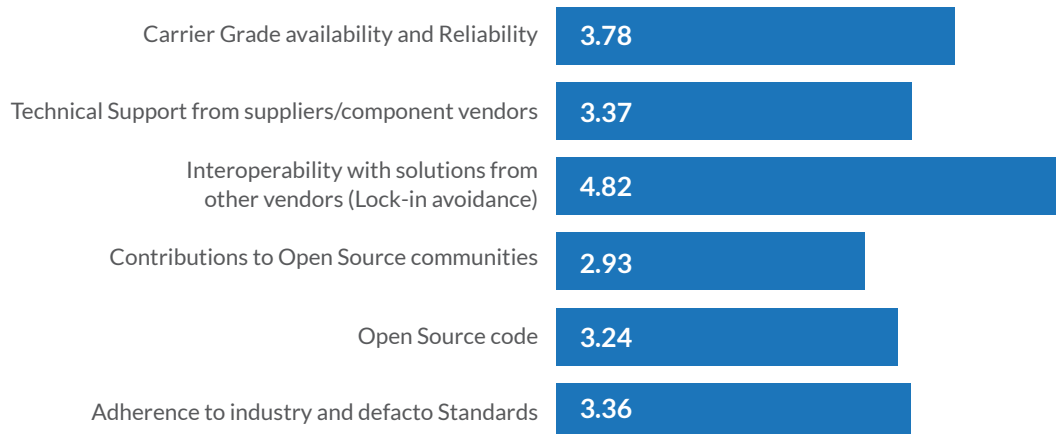 Carrier Grade availability and Reliability 3.78
Technical Support from suppliers/component vendors 3.37
Interoperability with solutions from
other vendors (Lock-in avoidance) 4.82
Contributions to Open Source communities 2.93
Open Source code 3.24
Adherence to industry and defacto Standards 3.36